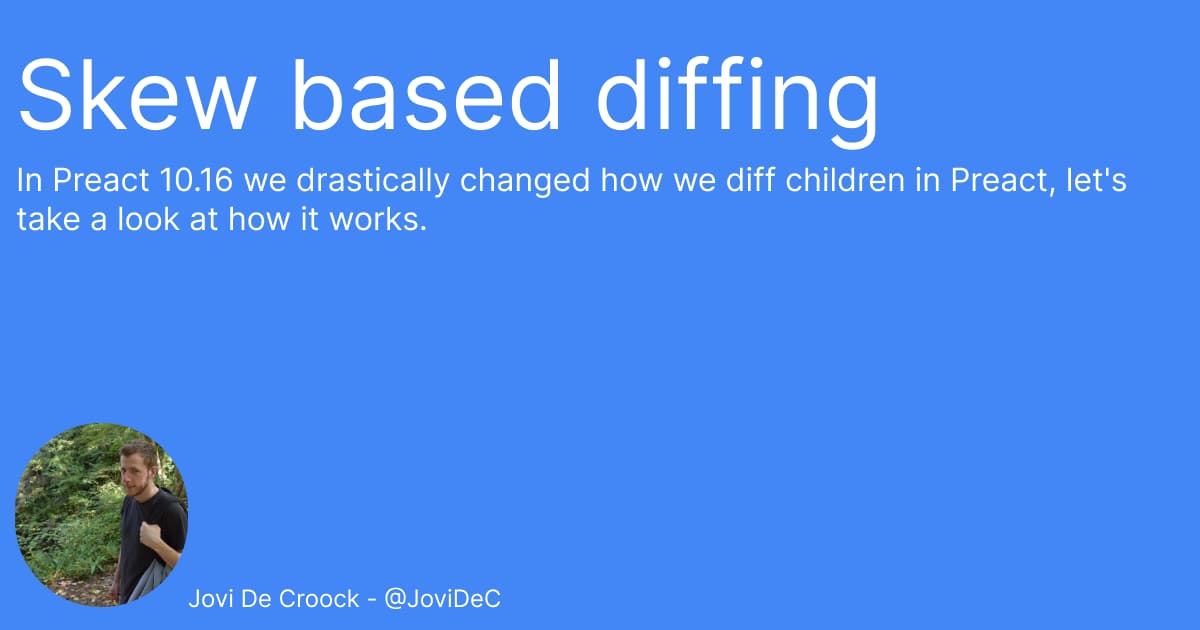 Skew based diffing
In Preact 10.16 we drastically changed how we diff children in Preact, let's
take a look at how it works.
Jovi De Croock - @JoviDeC